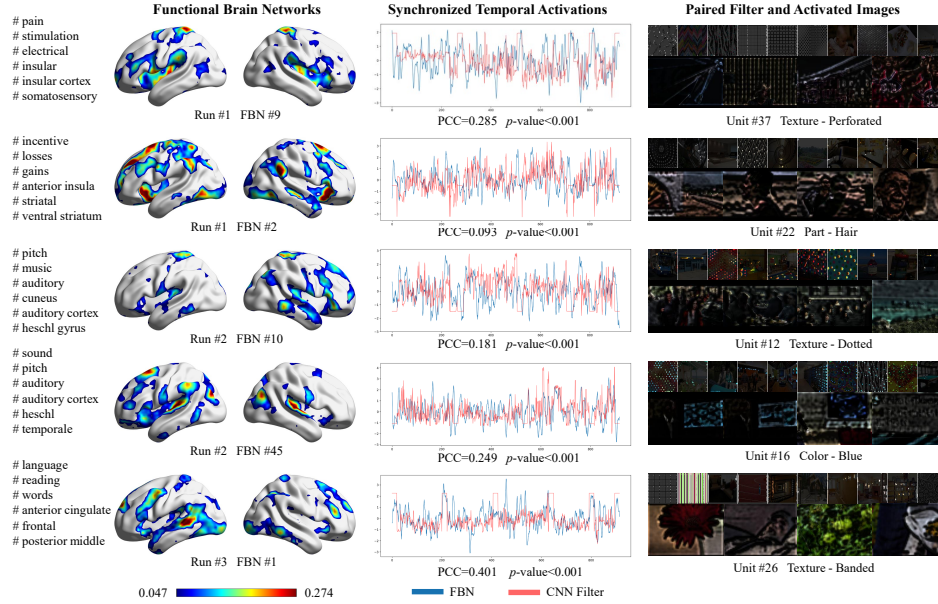 Functional Brain Networks
Synchronized Temporal Activations
Paired Filter and Activated Images
# pain
# stimulation
# electrical
# insular
# insular cortex
# somatosensory
Run #1 FBN #9
PCC=0.285 p-value<0.001
Unit #37 Texture - Perforated
# incentive
# losses
# gains
# anterior insula
# striatal
# ventral striatum
Run #1 FBN #2
PCC=0.093 p-value<0.001
Unit #22 Part - Hair
# pitch
# music
# auditory
# cuneus
# auditory cortex
# heschl gyrus
Run #2 FBN #10
PCC=0.181 p-value<0.001
Unit #12 Texture - Dotted
# sound
# pitch
# auditory
# auditory cortex
# heschl
# temporale
Run #2 FBN #45
PCC=0.249 p-value<0.001
Unit #16 Color - Blue
# language
# reading
# words
# anterior cingulate
# frontal
# posterior middle
Run #3 FBN #1
PCC=0.401 p-value<0.001
Unit #26 Texture - Banded
0.047 0.274
FBN CNN Filter